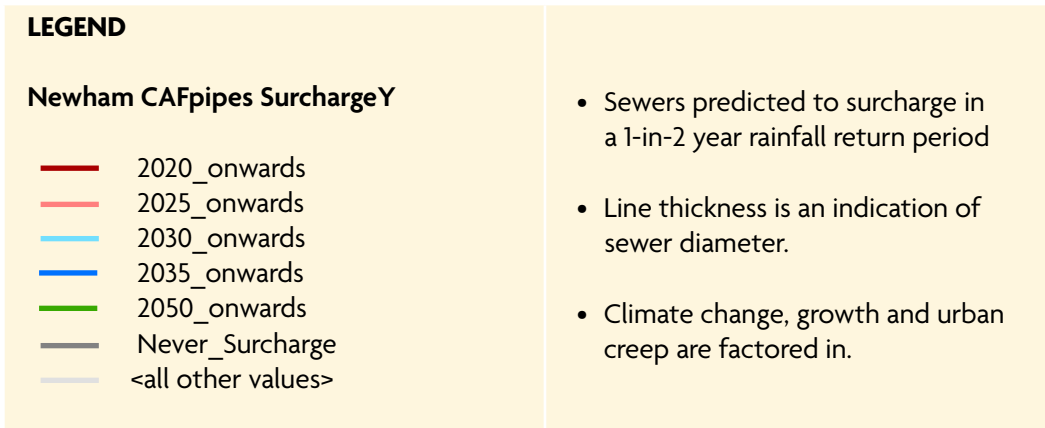 LEGEND
Newham CAFpipes SurchargeY
2020_onwards
2025_onwards
2030_onwards
2035_onwards
2050_onwards
Never_Surcharge
<all other values>
• Sewers predicted to surcharge in
a 1-in-2 year rainfall return period
• Line thickness is an indication of
sewer diameter.
• Climate change, growth and urban
creep are factored in.